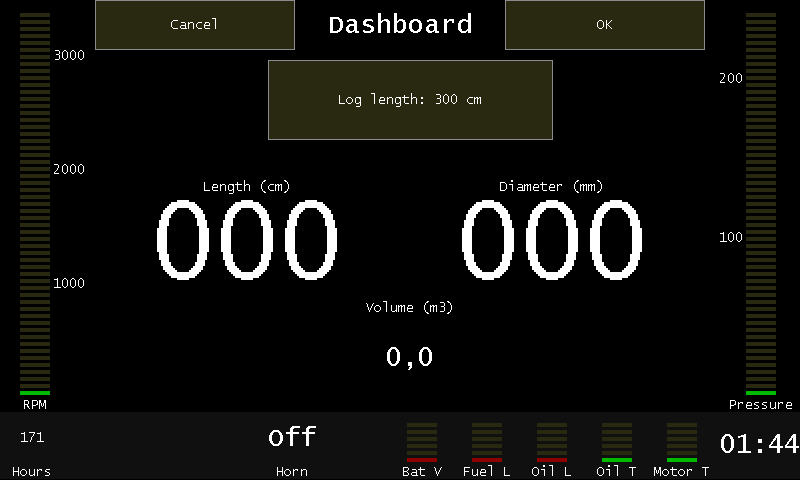 Cancel
Dashboard
OK
3000
200
Log length: 300 cm
2000
Length (cm)
Diameter (mm)
000
000
100
1000
Volume (m3)
0,0
RPM
Pressure
171
Off
01:44
Hours
Horn
Bat V
Fuel L
Oil L
Oil T
Motor T